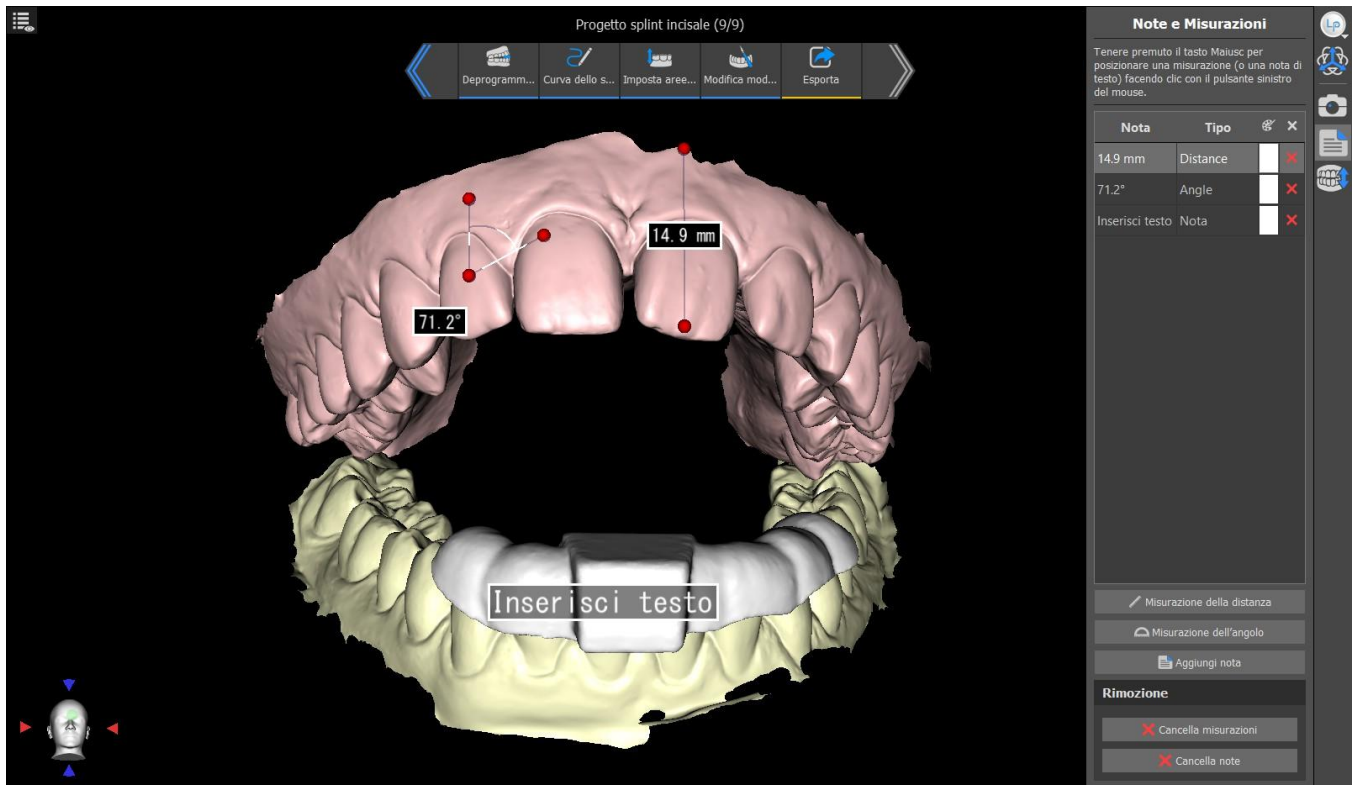 Progetto splint incisale (9/9)
Deprogramm...
Curva dello s...
Imposta aree...
Modifica mod...
Esporta
14.9 mm
71.2°
Inserisci testo
Note e Misurazioni
Tenere premuto il tasto Maiusc per
posizionare una misurazione (o una nota di
testo) facendo clic con il pulsante sinistro
del mouse.
Nota Tipo
14.9 mm Distance
71.2° Angle
Inserisci testo Nota
Misurazione della distanza
Misurazione dell'angolo
Aggiungi nota
Rimozione
Cancella misurazioni
Cancella note
Lp